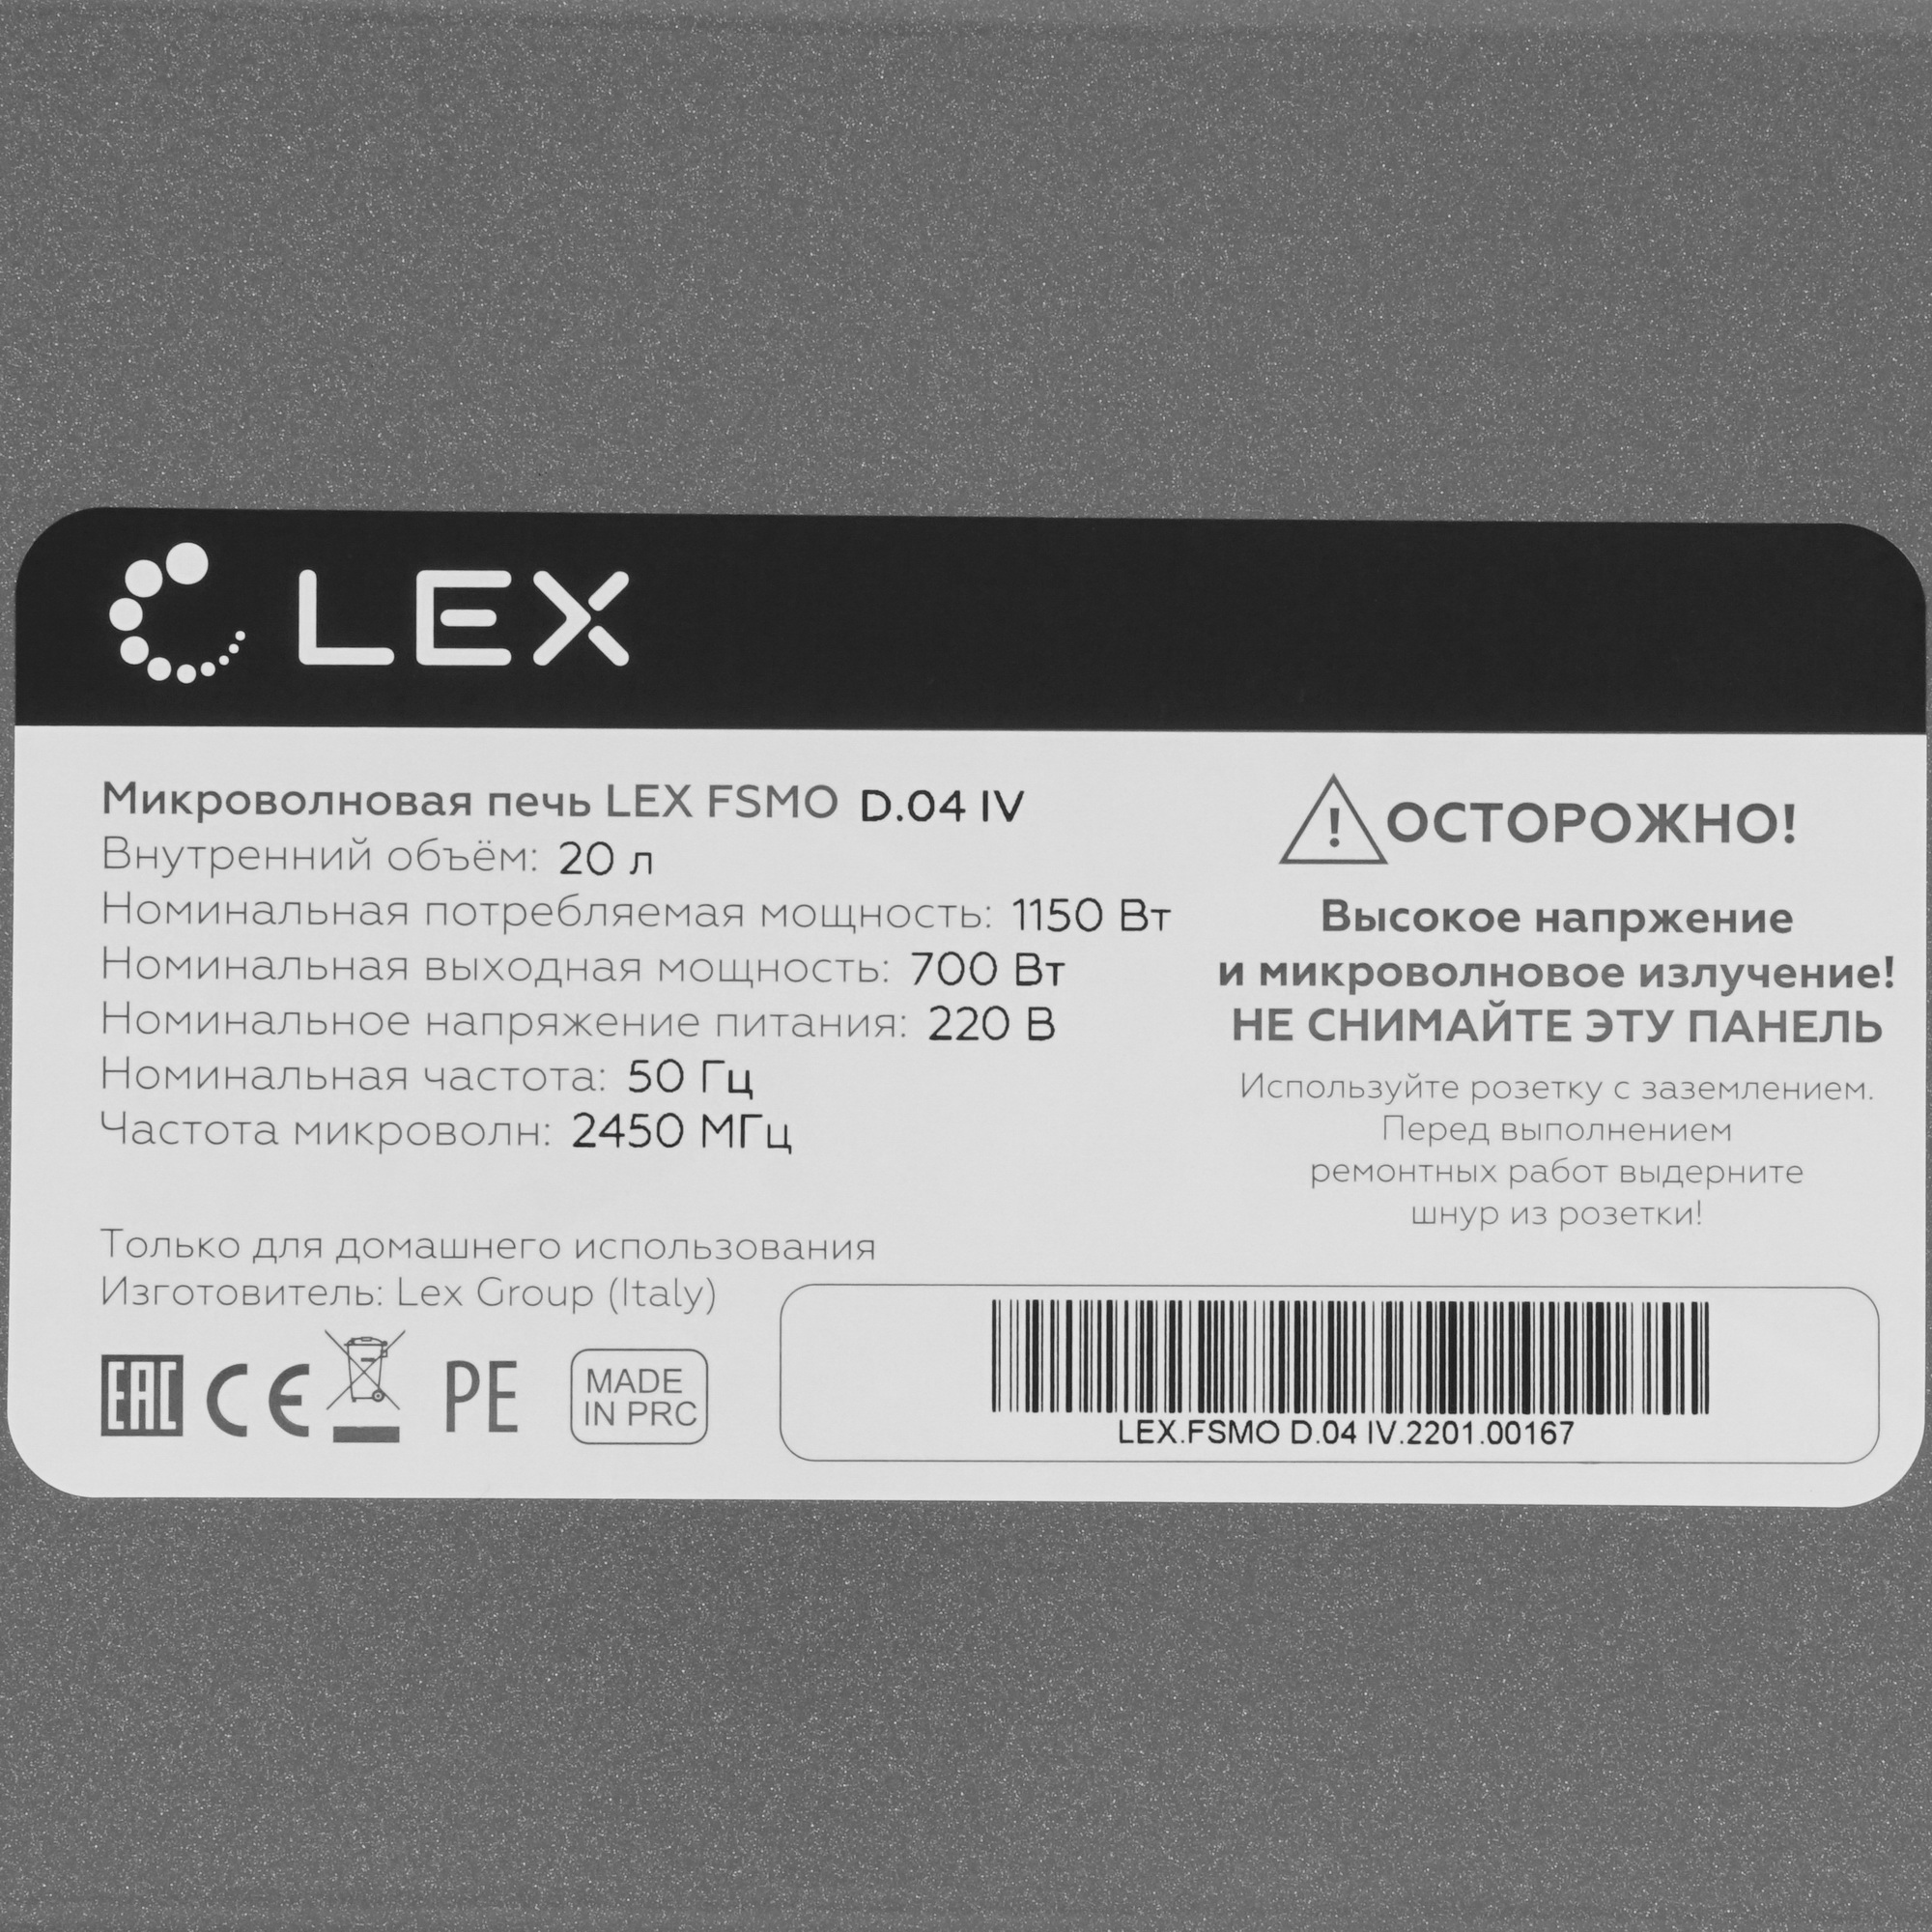 LEX
Микроволновая печь LEX FSMO D.04 IV
Внутренний объём: 20 л
Номинальная потребляемая мощность: 1150 Вт
Номинальная выходная мощность: 700 Вт
Номинальное напряжение питания: 220 В
Номинальная частота: 50 Гц
Частота микроволн: 2450 МГц
Только для домашнего использования
Изготовитель: Lex Group (Italy)
EAC CE PE
MADE
IN PRC
ОСТОРОЖНО!
Высокое напржение
и микроволновое излучение!
НЕ СНИМАЙТЕ ЭТУ ПАНЕЛЬ
Используйте розетку с заземлением.
Перед выполнением
ремонтных работ выдерните
шнур из розетки!
LEX.FSMO D.04 IV.2201.00167